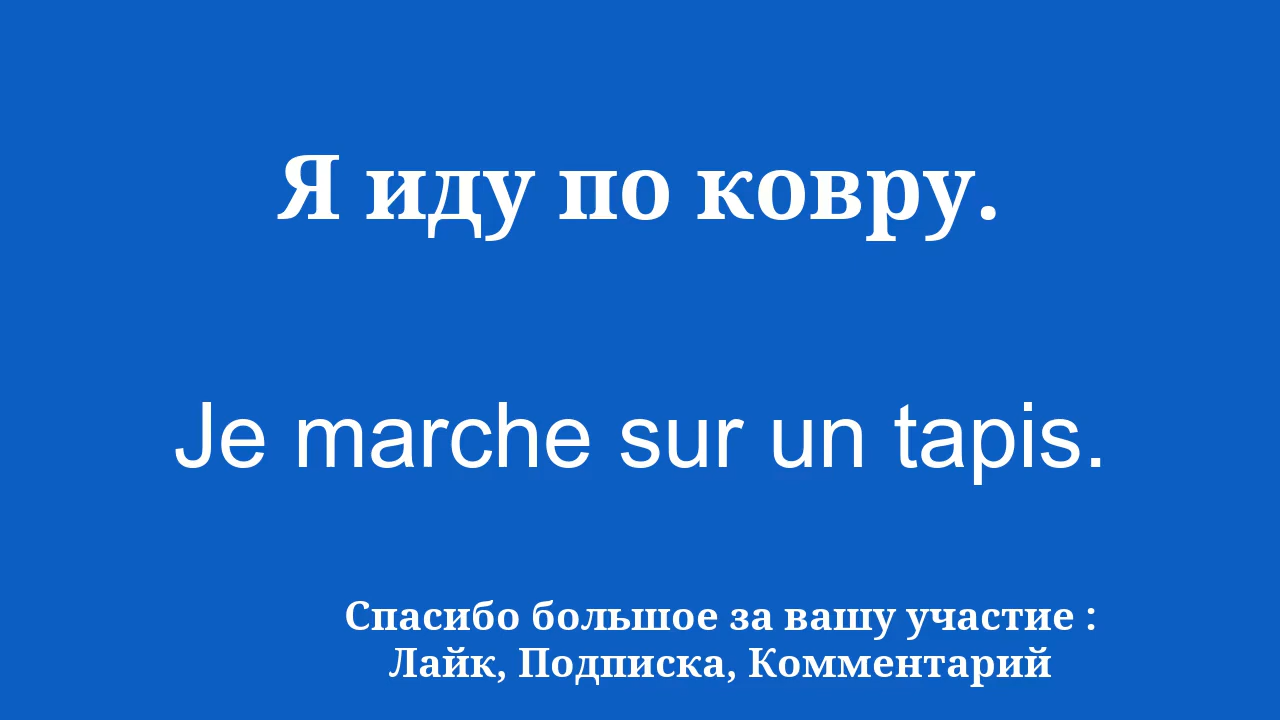 Я иду по ковру.
Je marche sur un tapis.
Спасибо большое за вашу участие :
Лайк, Подписка, Комментарий